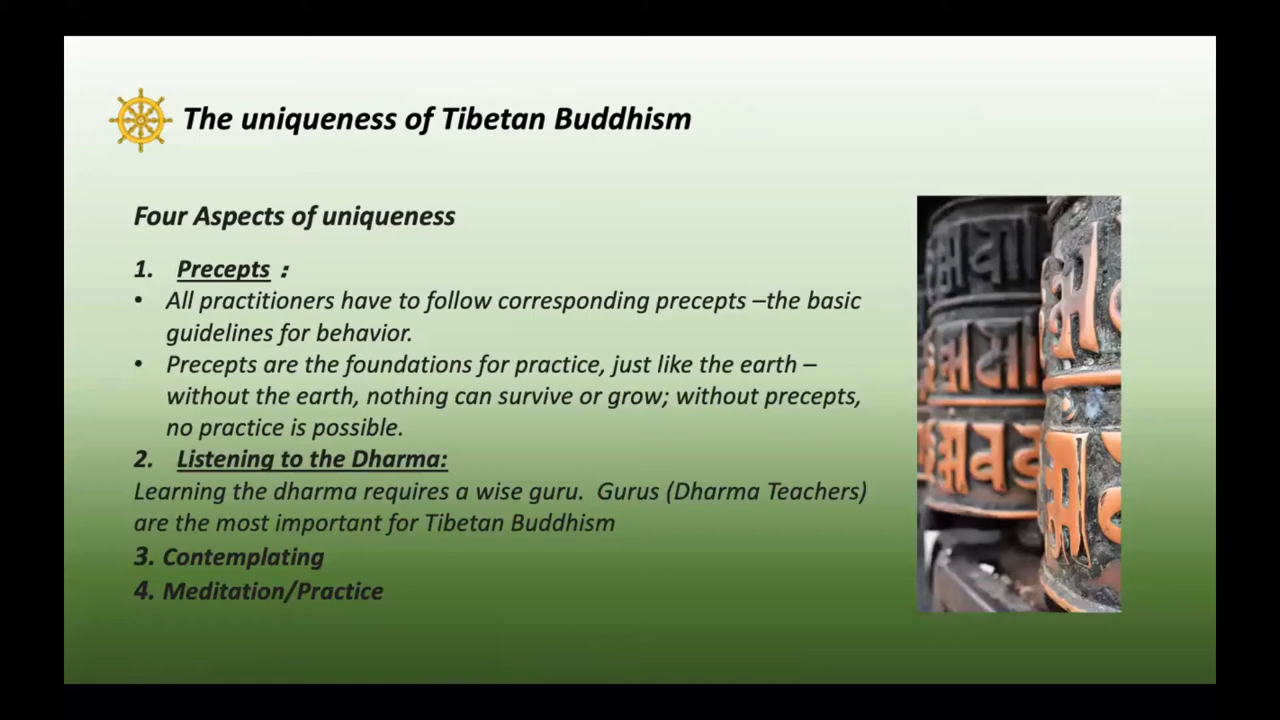 The uniqueness of Tibetan Buddhism
Four Aspects of uniqueness
1. Precepts :
• All practitioners have to follow corresponding precepts –the basic
guidelines for behavior.
• Precepts are the foundations for practice, just like the earth –
without the earth, nothing can survive or grow; without precepts,
no practice is possible.
2. Listening to the Dharma:
Learning the dharma requires a wise guru.  Gurus (Dharma Teachers)
are the most important for Tibetan Buddhism
3. Contemplating
4. Meditation/Practice